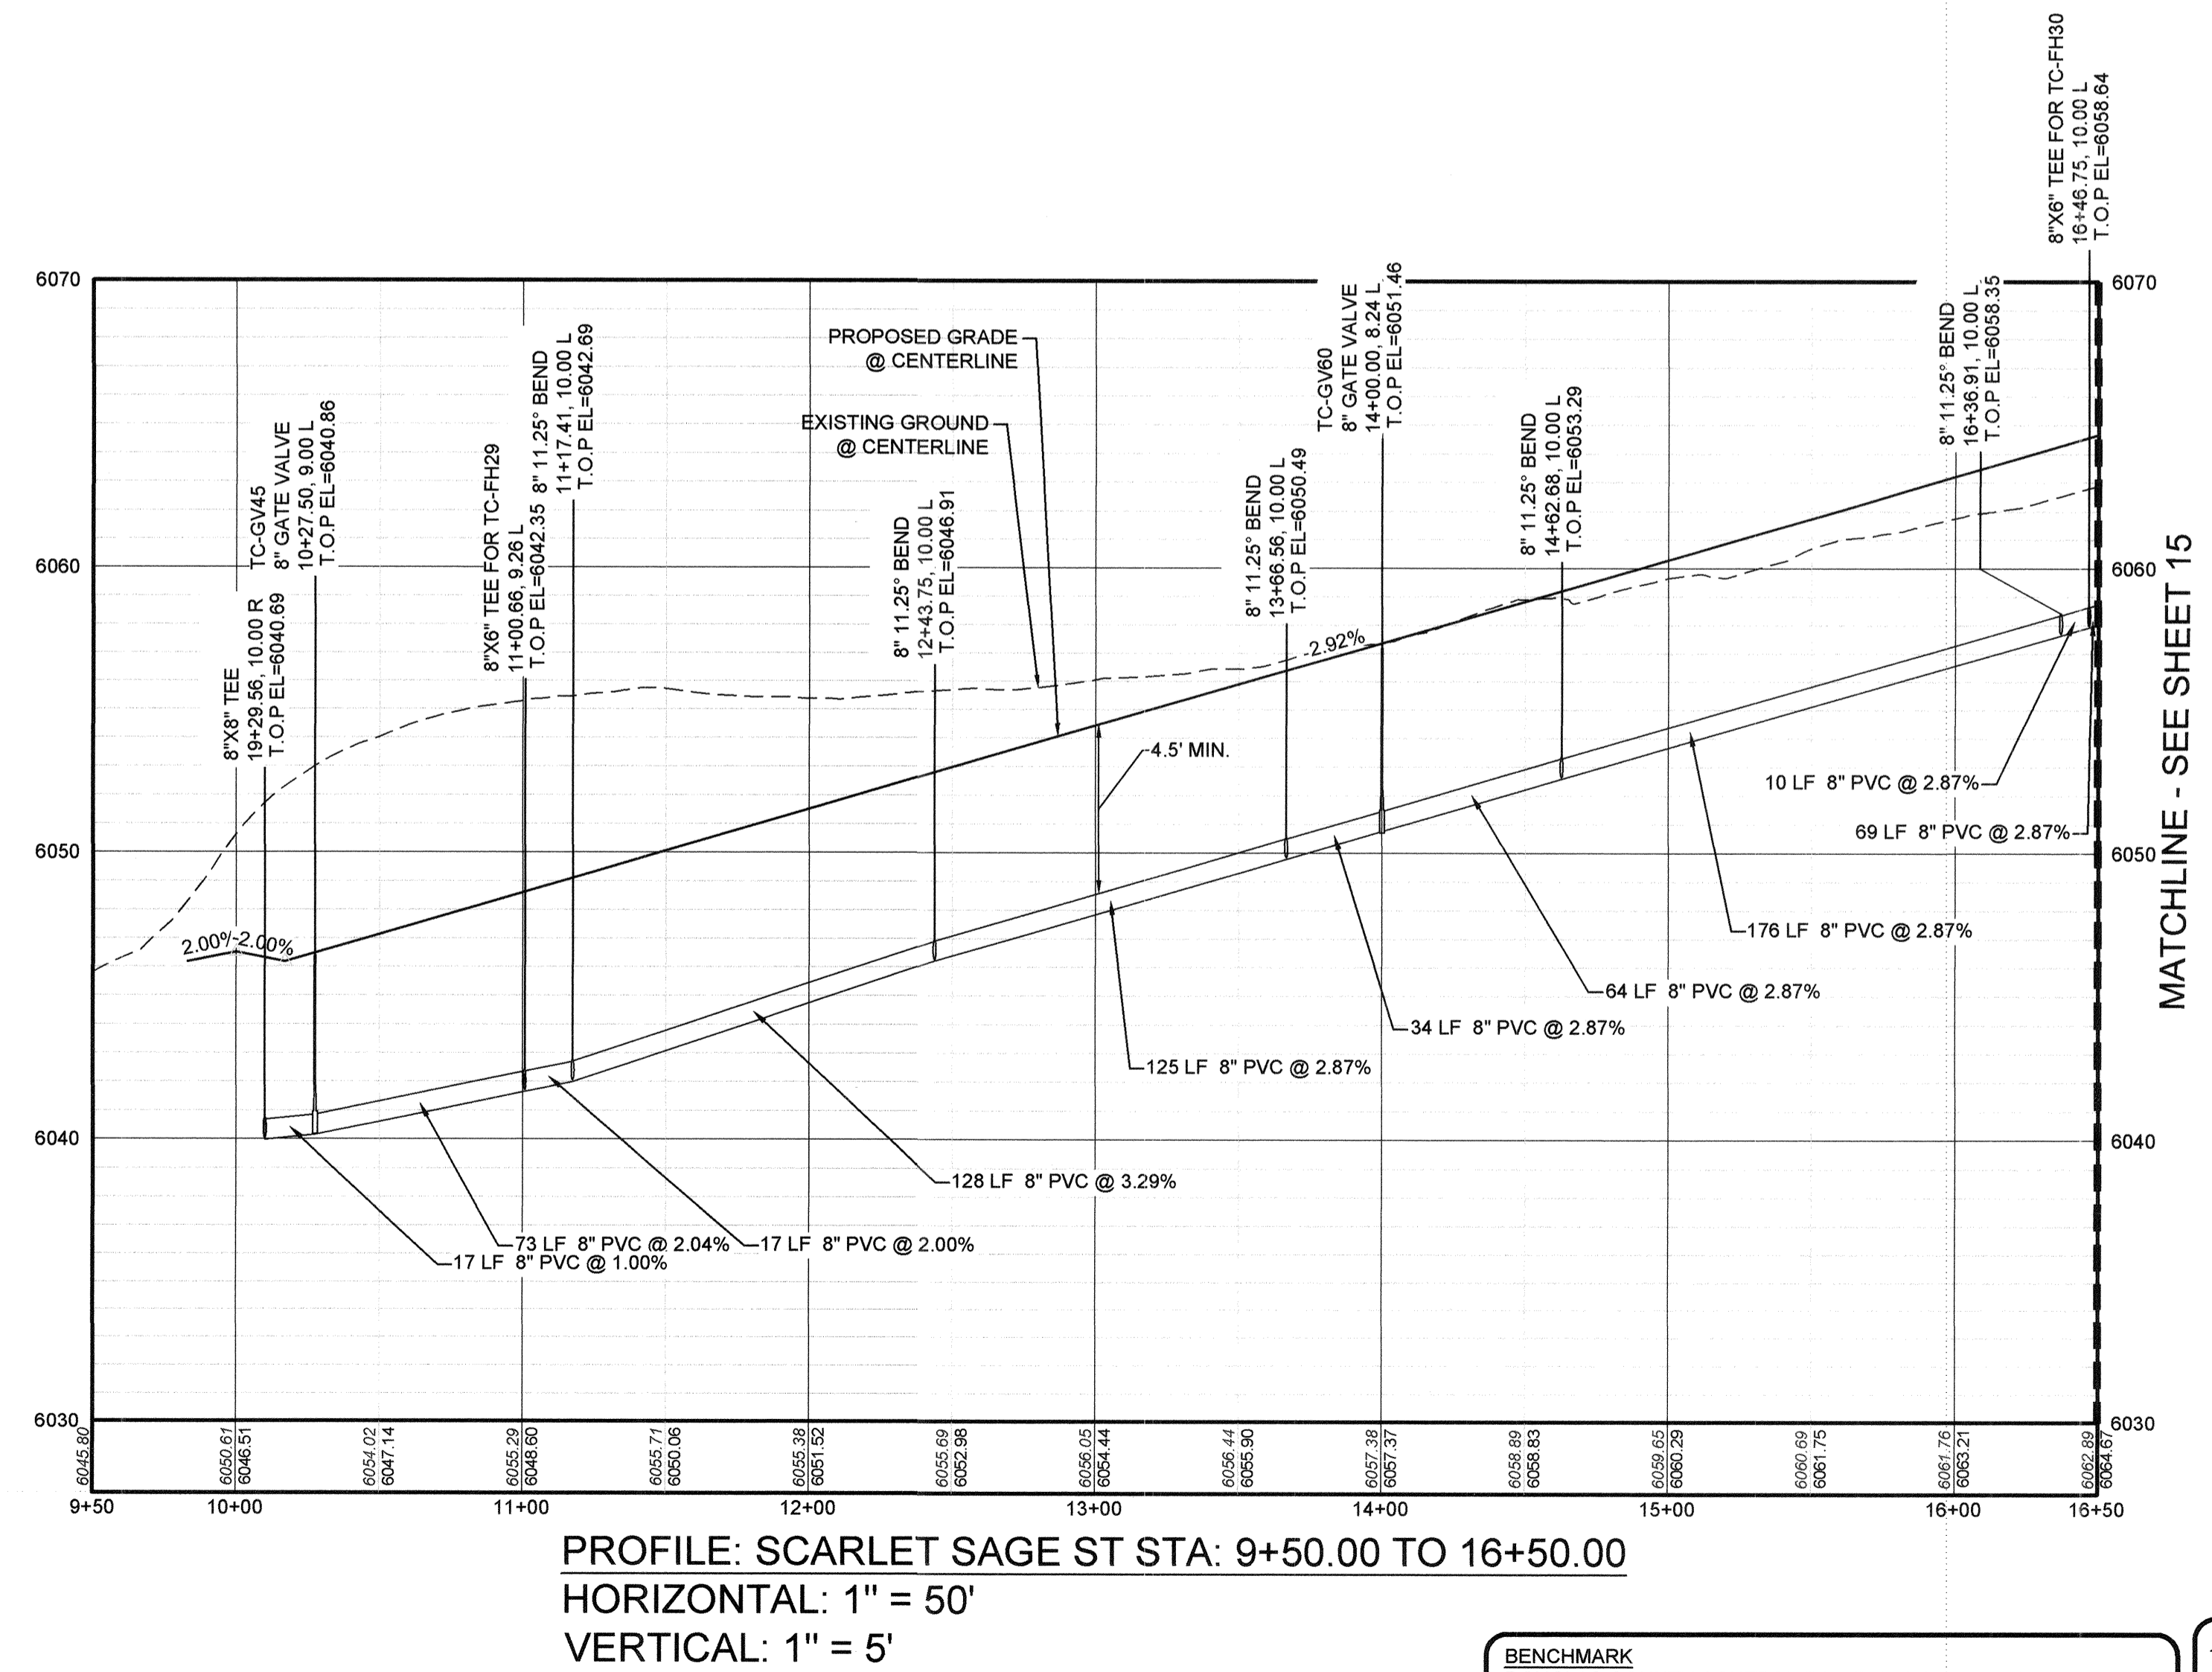 8"X6" TEE FOR TC-FH30
16+46.75, 10.00 L
T.O.P EL=6058.64
6070
6060
6050
6040
6030
6070
6060
6050
6040
6030
8"X8" TEE
19+29.56, 10.00 R
T.O.P EL=6040.69
TC-GV45
8" GATE VALVE
10+27.50, 9.00 L
T.O.P EL=6040.86
8"X6" TEE FOR TC-FH29
11+00.66, 9.26 L
T.O.P EL=6042.35
8" 11.25° BEND
11+17.41, 10.00 L
T.O.P EL=6042.69
PROPOSED GRADE
@ CENTERLINE
EXISTING GROUND
@ CENTERLINE
8" 11.25° BEND
12+43.75, 10.00 L
T.O.P EL=6046.91
8" 11.25° BEND
13+66.56, 10.00 L
T.O.P EL=6050.49
TC-GV60
8" GATE VALVE
14+00.00, 8.24 L
T.O.P EL=6051.46
8" 11.25° BEND
14+62.68, 10.00 L
T.O.P EL=6053.29
8" 11.25° BEND
16+36.91, 10.00 L
T.O.P EL=6058.35
2.92%
4.5' MIN.
2.00%
-2.00%
10 LF 8" PVC @ 2.87%
69 LF 8" PVC @ 2.87%
176 LF 8" PVC @ 2.87%
64 LF 8" PVC @ 2.87%
34 LF 8" PVC @ 2.87%
125 LF 8" PVC @ 2.87%
128 LF 8" PVC @ 3.29%
73 LF 8" PVC @ 2.04%
17 LF 8" PVC @ 2.00%
17 LF 8" PVC @ 1.00%
MATCHLINE - SEE SHEET 15
6045.80
6050.61
6046.51
6054.02
6047.14
6055.29
6048.60
6055.71
6050.06
6055.38
6051.52
6055.69
6052.98
6056.05
6054.44
6056.44
6055.90
6057.38
6057.37
6058.89
6058.83
6059.65
6060.29
6060.69
6061.75
6061.76
6063.21
6062.89
6064.67
9+50
10+00
11+00
12+00
13+00
14+00
15+00
16+00
16+50
PROFILE: SCARLET SAGE ST STA: 9+50.00 TO 16+50.00
HORIZONTAL: 1" = 50'
VERTICAL: 1" = 5'
BENCHMARK